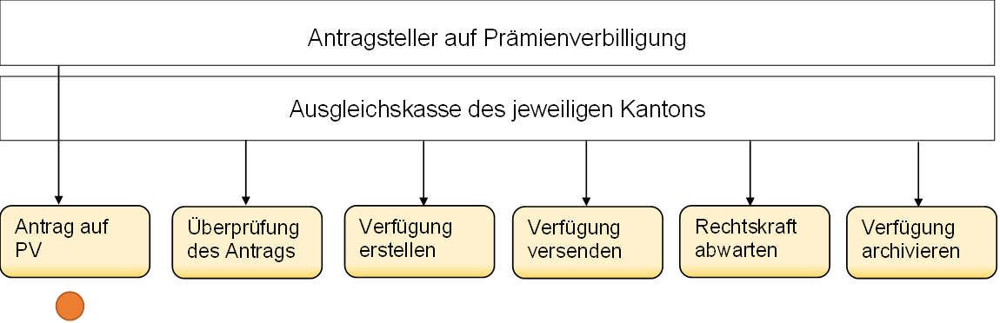 Antragsteller auf Prämienverbilligung
Ausgleichskasse des jeweiligen Kantons
Antrag auf
PV
Überprüfung
des Antrags
Verfügung
erstellen
Verfügung
versenden
Rechtskraft
abwarten
Verfügung
archivieren